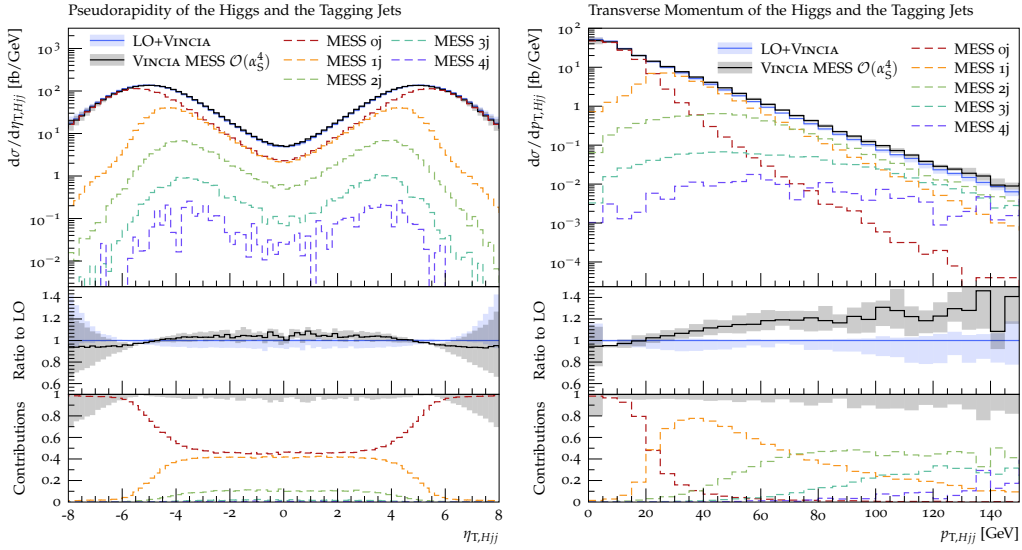 Pseudorapidity of the Higgs and the Tagging Jets
dσ/dη_T,Hjj [fb/GeV]
10^3
10^2
10^1
1
10^−1
10^−2
LO+VINCIA
VINCIA MESS O(α_S^4)
MESS 0j
MESS 1j
MESS 2j
MESS 3j
MESS 4j
Ratio to LO
1.4
1.2
1
0.8
0.6
Contributions
1
0.8
0.6
0.4
0.2
0
-8 -6 -4 -2 0 2 4 6 8
η_T,Hjj
Transverse Momentum of the Higgs and the Tagging Jets
dσ/dp_T,Hjj [fb/GeV]
10^2
10^1
1
10^−1
10^−2
10^−3
10^−4
LO+VINCIA
VINCIA MESS O(α_S^4)
MESS 0j
MESS 1j
MESS 2j
MESS 3j
MESS 4j
Ratio to LO
1.4
1.2
1
0.8
0.6
Contributions
1
0.8
0.6
0.4
0.2
0
0 20 40 60 80 100 120 140
p_T,Hjj [GeV]